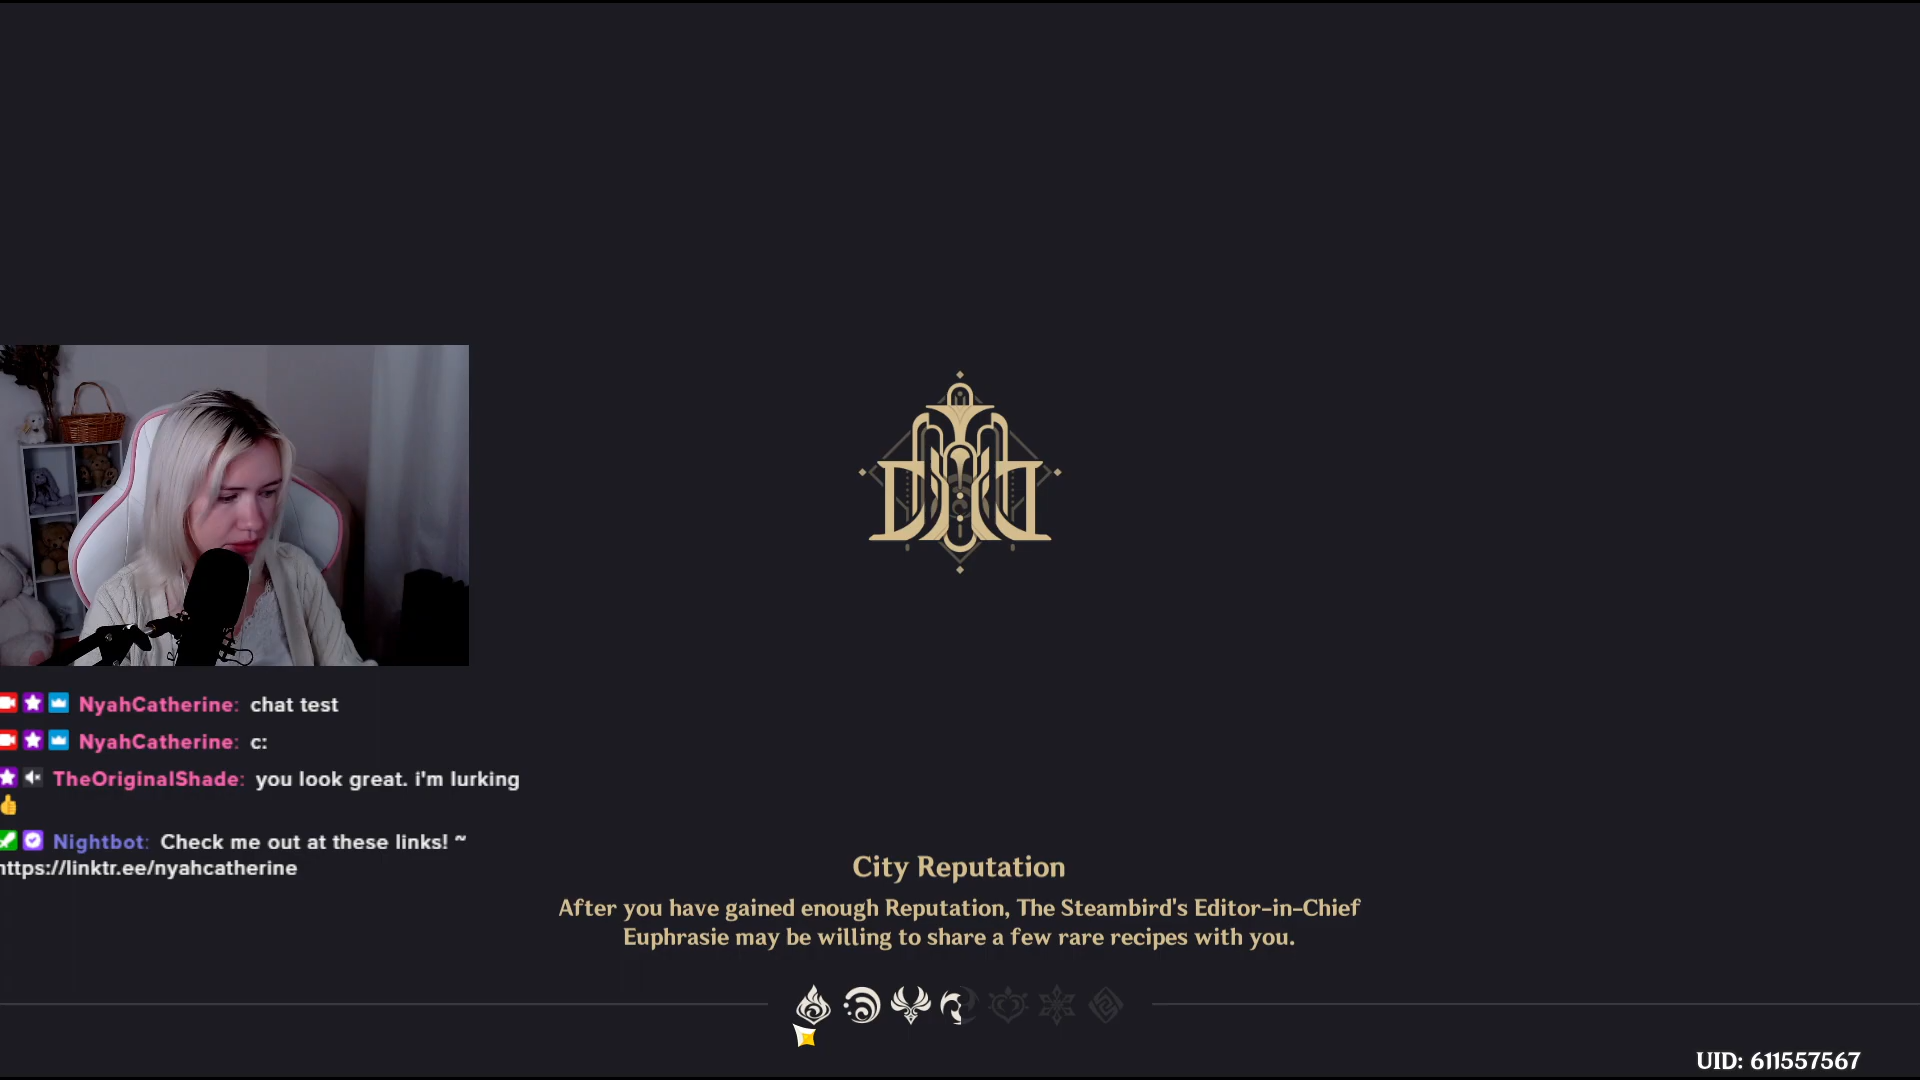 NyahCatherine: chat test
NyahCatherine: c:
TheOriginalShade: you look great. i'm lurking
👍
Nightbot: Check me out at these links! ~
https://linktr.ee/nyahcatherine
City Reputation
After you have gained enough Reputation, The Steambird's Editor-in-Chief
Euphrasie may be willing to share a few rare recipes with you.
UID: 611557567